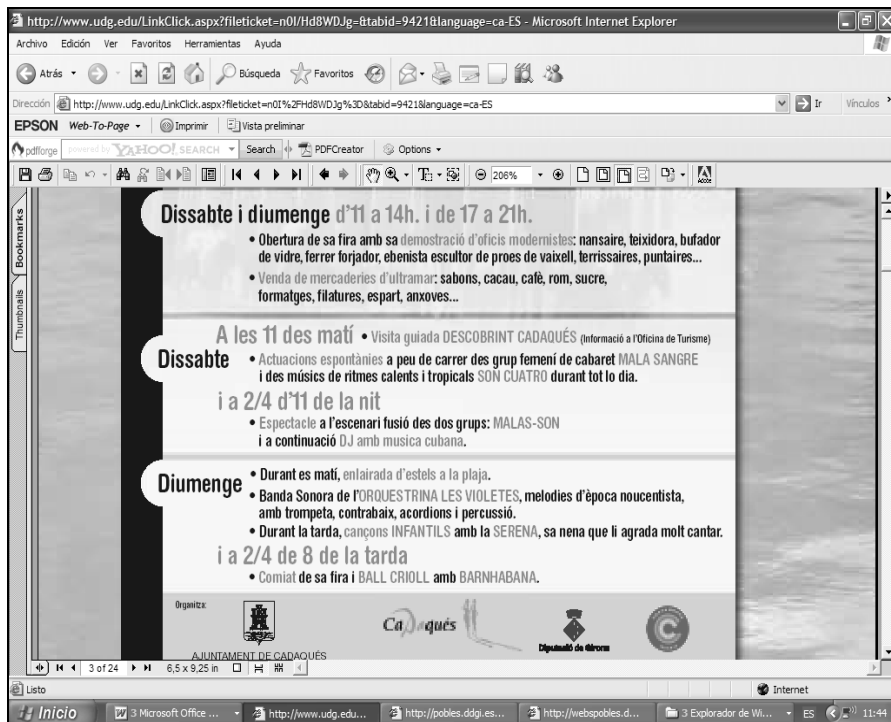 http://www.udg.edu/LinkClick.aspx?fileticket=n0I/Hd8WDJg=&tabid=9421&language=ca-ES - Microsoft Internet Explorer
Archivo Edición Ver Favoritos Herramientas Ayuda
Atrás Búsqueda Favoritos
Dirección http://www.udg.edu/LinkClick.aspx?fileticket=n0I%2FHd8WDJg%3D&tabid=9421&language=ca-ES Ir Vínculos
EPSON Web-To-Page Imprimir Vista preliminar
pdfforge powered by YAHOO! SEARCH Search PDFCreator Options
206% Adobe
Bookmarks
Thumbnails
Dissabte i diumenge d'11 a 14h. i de 17 a 21h.
• Obertura de sa fira amb sa demostració d'oficis modernistes: nansaire, teixidora, bufador
de vidre, ferrer forjador, ebenista escultor de proes de vaixell, terrissaires, puntaires...
• Venda de mercaderies d'ultramar: sabons, cacau, cafè, rom, sucre,
formatges, filatures, espart, anxoves...
A les 11 des matí • Visita guiada DESCOBRINT CADAQUÉS (Informació a l'Oficina de Turisme)
Dissabte • Actuacions espontànies a peu de carrer des grup femení de cabaret MALA SANGRE
i des músics de ritmes calents i tropicals SON CUATRO durant tot lo dia.
i a 2/4 d'11 de la nit
• Espectacle a l'escenari fusió des dos grups: MALAS-SON
i a continuació DJ amb musica cubana.
Diumenge • Durant es matí, enlairada d'estels a la plaja.
• Banda Sonora de l'ORQUESTRINA LES VIOLETES, melodies d'època noucentista,
amb trompeta, contrabaix, acordions i percussió.
• Durant la tarda, cançons INFANTILS amb la SERENA, sa nena que li agrada molt cantar.
i a 2/4 de 8 de la tarda
• Comiat de sa fira i BALL CRIOLL amb BARNHABANA.
Organitza:
AJUNTAMENT DE CADAQUÉS
Cadaqués
Diputació de Girona
3 of 24 6,5 x 9,25 in
Listo Internet
Inicio 3 Microsoft Office ... http://www.udg.edu... http://pobles.ddgi.es... http://webspobles.d... 3 Explorador de Wi... ES 11:44